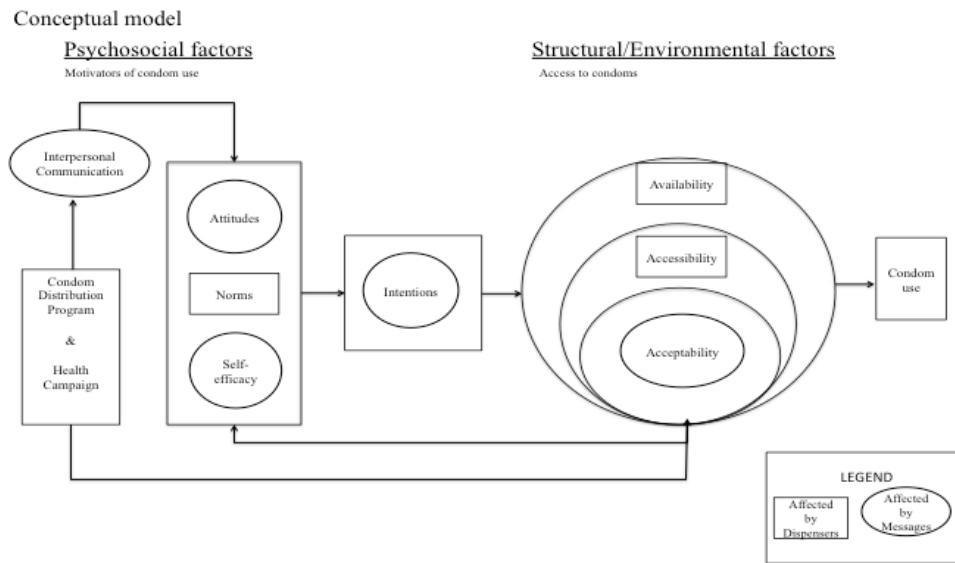 Conceptual model
Psychosocial factors
Motivators of condom use
Structural/Environmental factors
Access to condoms
Interpersonal
Communication
Condom
Distribution
Program
&
Health
Campaign
Attitudes
Norms
Self-
efficacy
Intentions
Availability
Accessibility
Acceptability
Condom
use
LEGEND
Affected
by
Dispensers
Affected
by
Messages